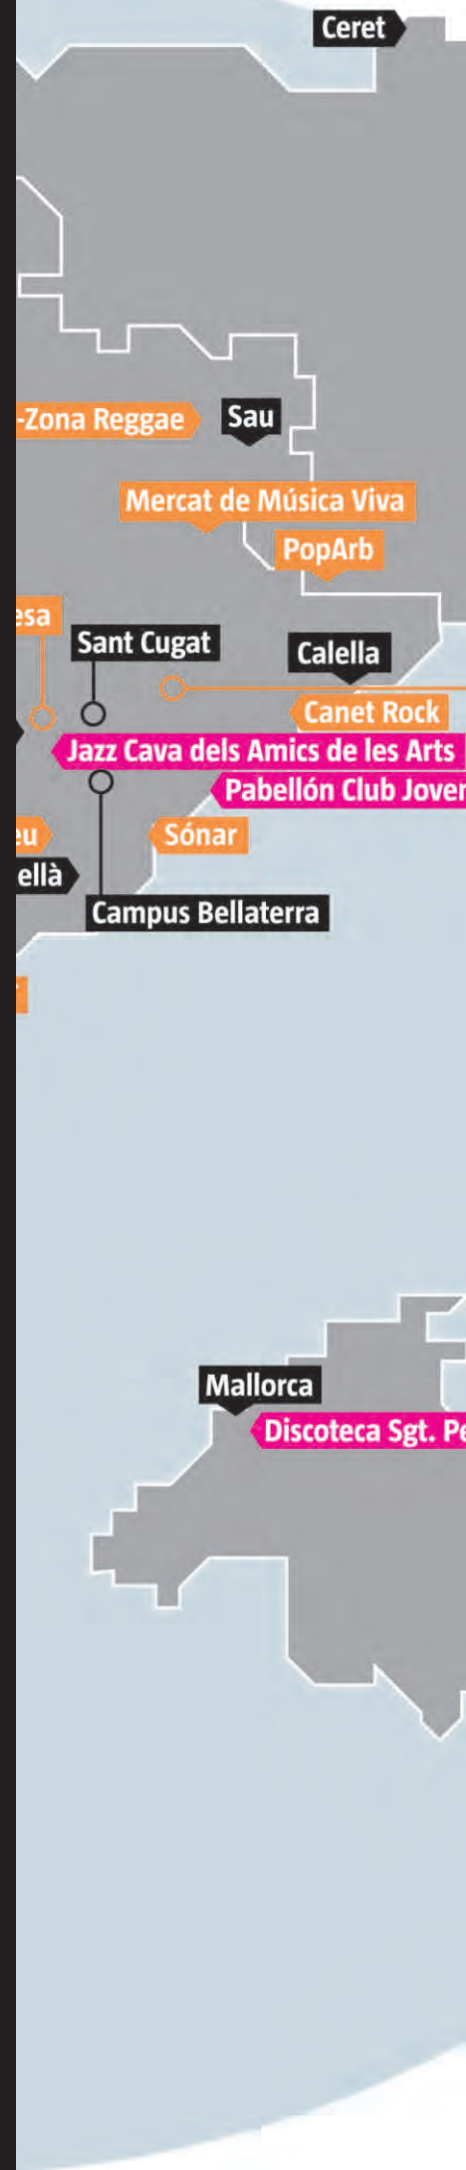 Ceret
-Zona Reggae
Sau
Mercat de Música Viva
PopArb
esa
Sant Cugat
Calella
Canet Rock
Jazz Cava dels Amics de les Arts
Pabellón Club Joven
eu
Sónar
ellà
Campus Bellaterra
Mallorca
Discoteca Sgt. Pe